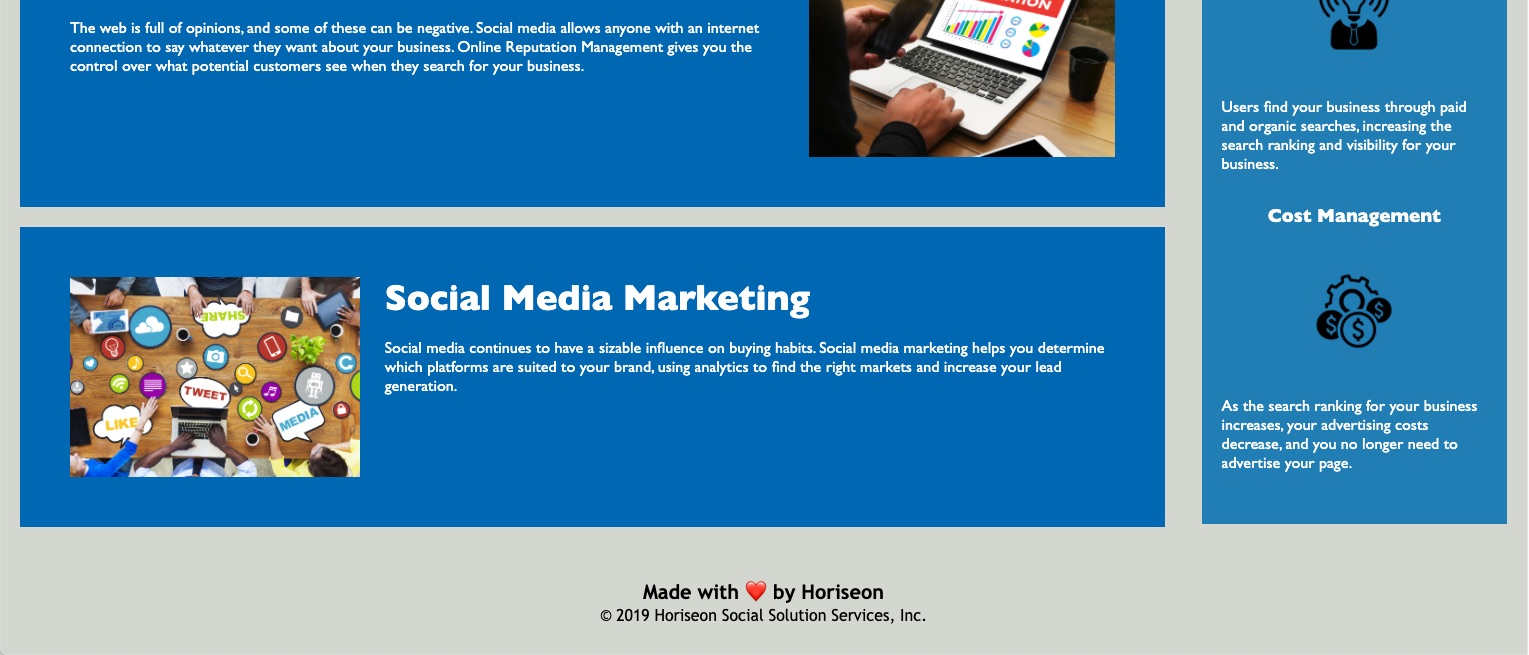 The web is full of opinions, and some of these can be negative. Social media allows anyone with an internet
connection to say whatever they want about your business. Online Reputation Management gives you the
control over what potential customers see when they search for your business.
Social Media Marketing
Social media continues to have a sizable influence on buying habits. Social media marketing helps you determine
which platforms are suited to your brand, using analytics to find the right markets and increase your lead
generation.
SHARE
TWEET
LIKE
MEDIA
Users find your business through paid
and organic searches, increasing the
search ranking and visibility for your
business.
Cost Management
$ $ $
As the search ranking for your business
increases, your advertising costs
decrease, and you no longer need to
advertise your page.
Made with ❤️ by Horiseon
© 2019 Horiseon Social Solution Services, Inc.